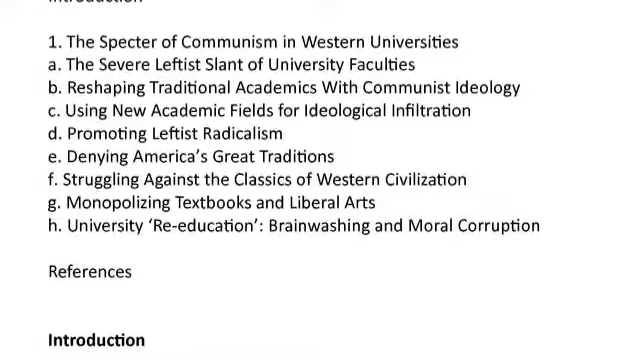 Introduction
1. The Specter of Communism in Western Universities
a. The Severe Leftist Slant of University Faculties
b. Reshaping Traditional Academics With Communist Ideology
c. Using New Academic Fields for Ideological Infiltration
d. Promoting Leftist Radicalism
e. Denying America’s Great Traditions
f. Struggling Against the Classics of Western Civilization
g. Monopolizing Textbooks and Liberal Arts
h. University ‘Re-education’: Brainwashing and Moral Corruption
References
Introduction